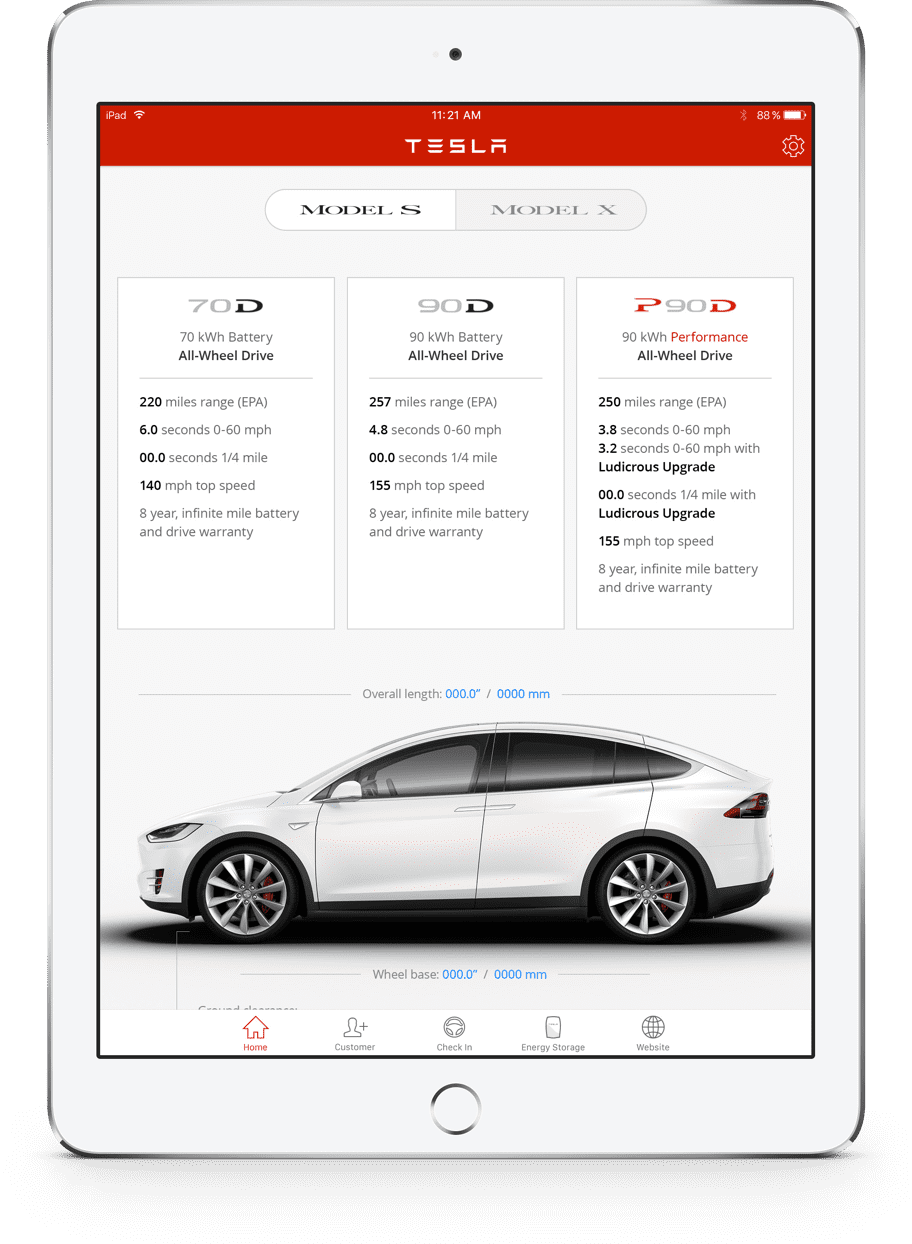 iPad 11:21 AM 88 %
TESLA
MODEL S MODEL X
70D
70 kWh Battery
All-Wheel Drive
220 miles range (EPA)
6.0 seconds 0-60 mph
00.0 seconds 1/4 mile
140 mph top speed
8 year, infinite mile battery
and drive warranty
90D
90 kWh Battery
All-Wheel Drive
257 miles range (EPA)
4.8 seconds 0-60 mph
00.0 seconds 1/4 mile
155 mph top speed
8 year, infinite mile battery
and drive warranty
P90D
90 kWh Performance
All-Wheel Drive
250 miles range (EPA)
3.8 seconds 0-60 mph
3.2 seconds 0-60 mph with
Ludicrous Upgrade
00.0 seconds 1/4 mile with
Ludicrous Upgrade
155 mph top speed
8 year, infinite mile battery
and drive warranty
Overall length: 000.0” / 0000 mm
Wheel base: 000.0” / 0000 mm
Ground clearance:
Home Customer Check In Energy Storage Website